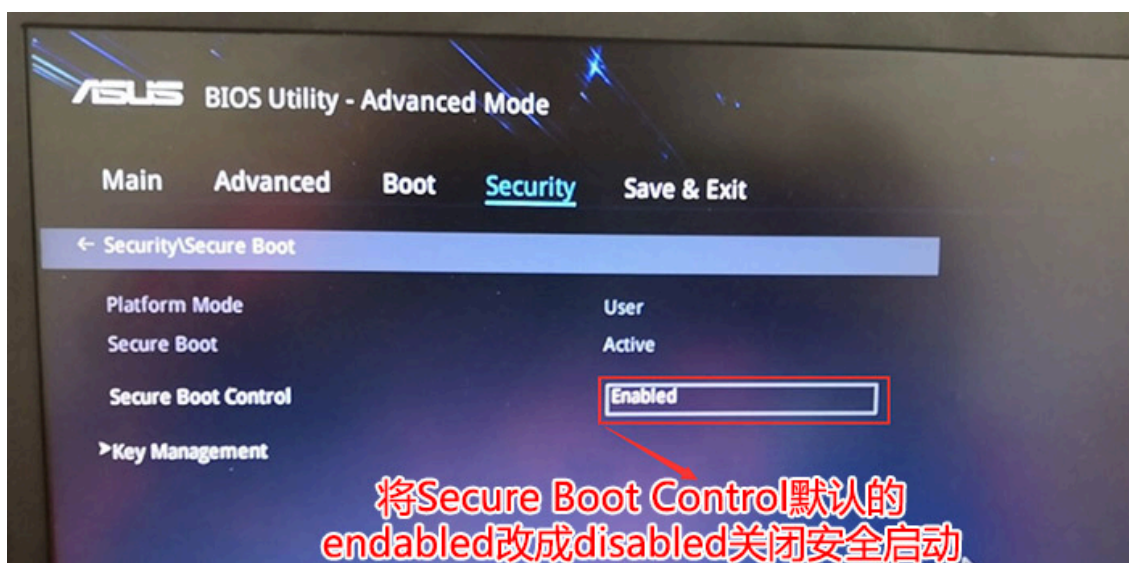 ASUS BIOS Utility - Advanced Mode
Main Advanced Boot Security Save & Exit
← Security\Secure Boot
Platform Mode User
Secure Boot Active
Secure Boot Control Enabled
>Key Management
将Secure Boot Control默认的
endabled改成disabled关闭安全启动